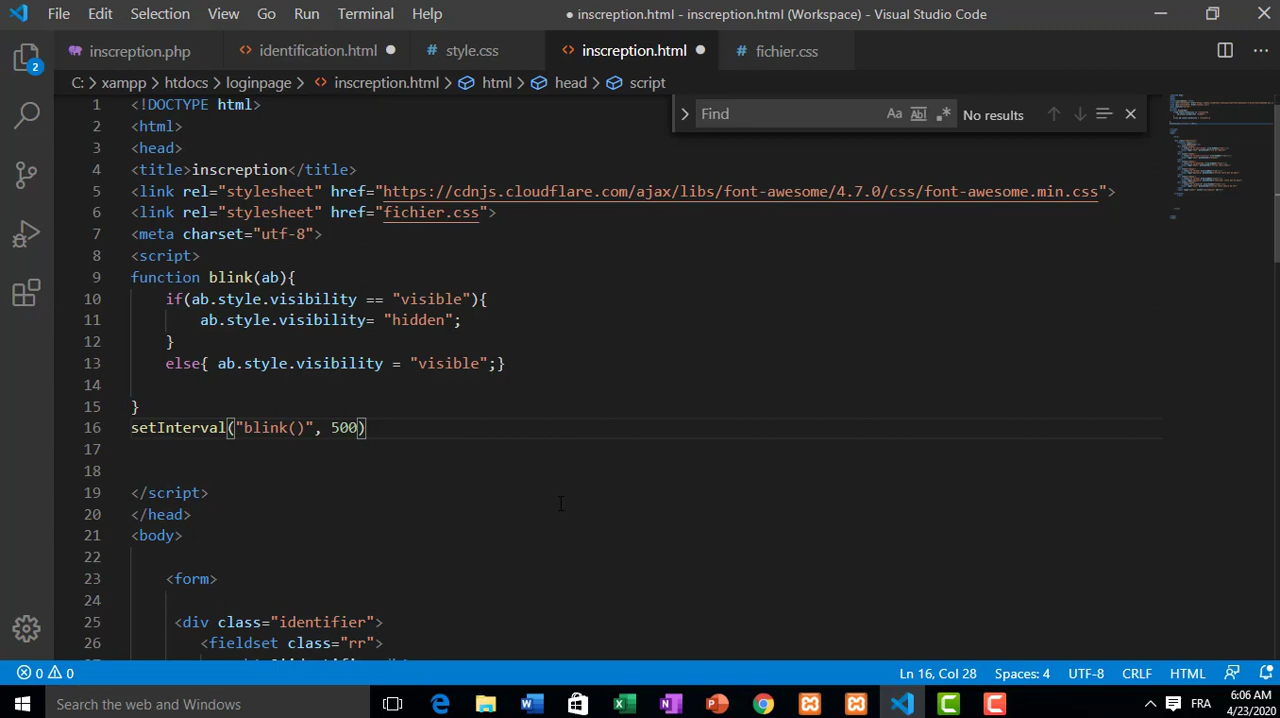 File Edit Selection View Go Run Terminal Help ● inscreption.html - inscreption.html (Workspace) - Visual Studio Code
inscreption.php <> identification.html ● # style.css <> inscreption.html ● # fichier.css
C: > xampp > htdocs > loginpage > <> inscreption.html > html > head > script
Find Aa Abl .* No results
1 <!DOCTYPE html>
2 <html>
3 <head>
4 <title>inscreption</title>
5 <link rel="stylesheet" href="https://cdnjs.cloudflare.com/ajax/libs/font-awesome/4.7.0/css/font-awesome.min.css">
6 <link rel="stylesheet" href="fichier.css">
7 <meta charset="utf-8">
8 <script>
9 function blink(ab){
10     if(ab.style.visibility == "visible"){
11         ab.style.visibility= "hidden";
12     }
13     else{ ab.style.visibility = "visible";}
14
15 }
16 setInterval("blink()", 500)
17
18
19 </script>
20 </head>
21 <body>
22
23     <form>
24
25      <div class="identifier">
26         <fieldset class="rr">
2
0 0 Ln 16, Col 28 Spaces: 4 UTF-8 CRLF HTML
Search the web and Windows FRA 6:06 AM
4/23/2020